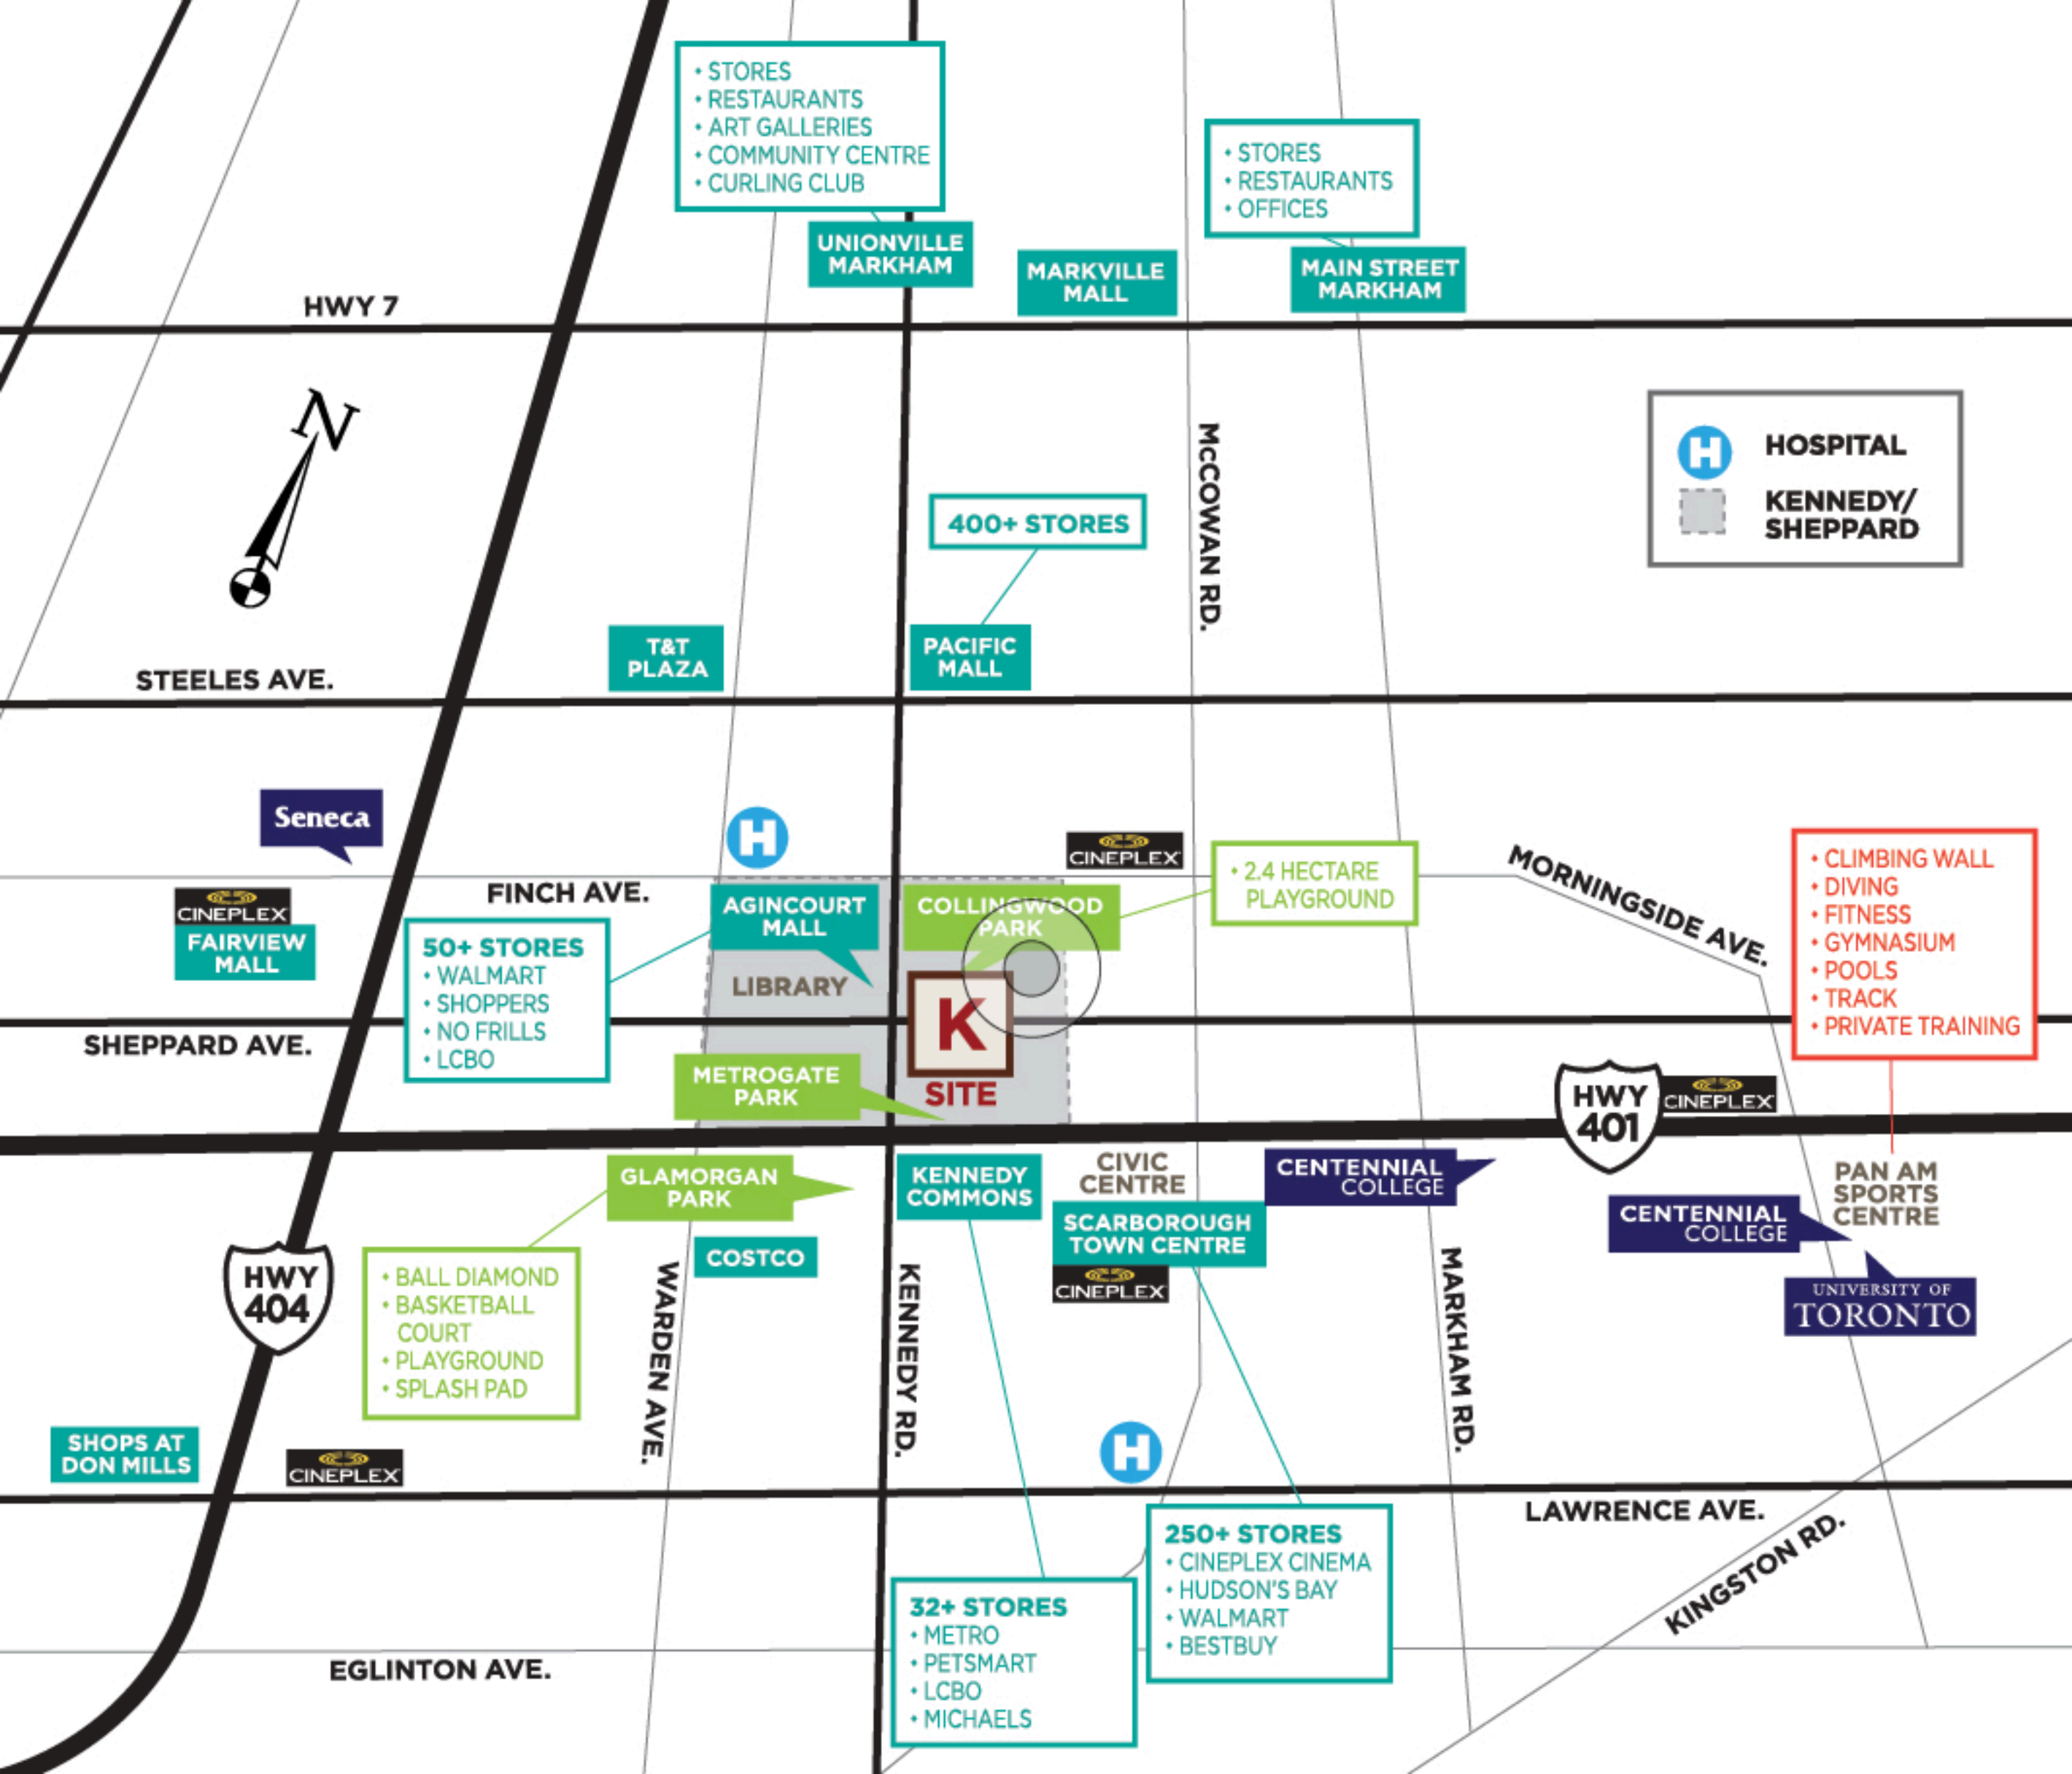 • STORES
• RESTAURANTS
• ART GALLERIES
• COMMUNITY CENTRE
• CURLING CLUB
• STORES
• RESTAURANTS
• OFFICES
UNIONVILLE
MARKHAM
MARKVILLE
MALL
MAIN STREET
MARKHAM
HWY 7
N
H
HOSPITAL
KENNEDY/
SHEPPARD
McCOWAN RD.
400+ STORES
T&T
PLAZA
PACIFIC
MALL
STEELES AVE.
Seneca
H
CINEPLEX
• 2.4 HECTARE
PLAYGROUND
MORNINGSIDE AVE.
• CLIMBING WALL
• DIVING
• FITNESS
• GYMNASIUM
• POOLS
• TRACK
• PRIVATE TRAINING
FINCH AVE.
CINEPLEX
FAIRVIEW
MALL
AGINCOURT
MALL
COLLINGWOOD
PARK
50+ STORES
• WALMART
• SHOPPERS
• NO FRILLS
• LCBO
LIBRARY
K
SITE
SHEPPARD AVE.
METROGATE
PARK
HWY
401
CINEPLEX
GLAMORGAN
PARK
KENNEDY
COMMONS
CIVIC
CENTRE
CENTENNIAL
COLLEGE
PAN AM
SPORTS
CENTRE
CENTENNIAL
COLLEGE
SCARBOROUGH
TOWN CENTRE
CINEPLEX
COSTCO
UNIVERSITY OF
TORONTO
HWY
404
• BALL DIAMOND
• BASKETBALL
COURT
• PLAYGROUND
• SPLASH PAD
WARDEN AVE.
KENNEDY RD.
MARKHAM RD.
SHOPS AT
DON MILLS
CINEPLEX
H
LAWRENCE AVE.
KINGSTON RD.
250+ STORES
• CINEPLEX CINEMA
• HUDSON'S BAY
• WALMART
• BESTBUY
32+ STORES
• METRO
• PETSMART
• LCBO
• MICHAELS
EGLINTON AVE.